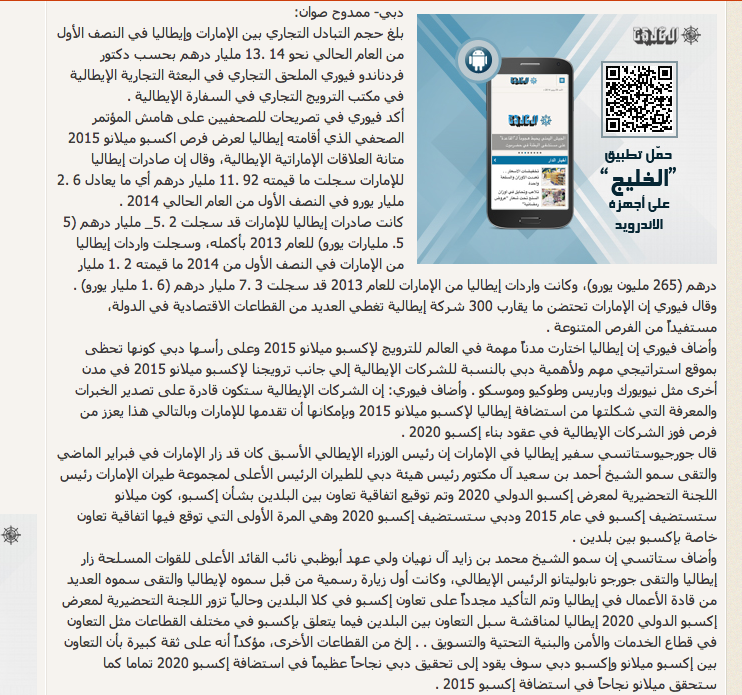 دبي- ممدوح صوان:
بلغ حجم التبادل التجاري بين الإمارات وإيطاليا في النصف الأول
من العام الحالي نحو 14 .13 مليار درهم بحسب دكتور
فردناندو فيوري الملحق التجاري في البعثة التجارية الإيطالية
في مكتب الترويج التجاري في السفارة الإيطالية .
أكد فيوري في تصريحات للصحفيين على هامش المؤتمر
الصحفي الذي أقامته إيطاليا لعرض فرص اكسبو ميلانو 2015
متانة العلاقات الإماراتية الإيطالية، وقال إن صادرات إيطاليا
للإمارات سجلت ما قيمته 92 .11 مليار درهم أي ما يعادل 6 .2
مليار يورو في النصف الأول من العام الحالي 2014 .
كانت صادرات إيطاليا للإمارات قد سجلت 2 .5_ مليار درهم (5
.5 مليارات يورو) للعام 2013 بأكمله، وسجلت واردات إيطاليا
من الإمارات في النصف الأول من 2014 ما قيمته 2 .1 مليار
درهم (265 مليون يورو)، وكانت واردات إيطاليا من الإمارات للعام 2013 قد سجلت 3 .7 مليار درهم (6 .1 مليار يورو) .
وقال فيوري إن الإمارات تحتضن ما يقارب 300 شركة إيطالية تغطي العديد من القطاعات الاقتصادية في الدولة،
مستفيداً من الفرص المتنوعة .
وأضاف فيوري إن إيطاليا اختارت مدناً مهمة في العالم للترويج لإكسبو ميلانو 2015 وعلى رأسها دبي كونها تحظى
بموقع استراتيجي مهم ولأهمية دبي بالنسبة للشركات الإيطالية إلي جانب ترويجنا لإكسبو ميلانو 2015 في مدن
أخرى مثل نيويورك وباريس وطوكيو وموسكو . وأضاف فيوري: إن الشركات الإيطالية ستكون قادرة على تصدير الخبرات
والمعرفة التي شكلتها من استضافة إيطاليا لإكسبو ميلانو 2015 وبإمكانها أن تقدمها للإمارات وبالتالي هذا يعزز من
فرص فوز الشركات الإيطالية في عقود بناء إكسبو 2020 .
قال جورجيوستاتسي سفير إيطاليا في الإمارات إن رئيس الوزراء الإيطالي الأسبق كان قد زار الإمارات في فبراير الماضي
والتقى سمو الشيخ أحمد بن سعيد آل مكتوم رئيس هيئة دبي للطيران الرئيس الأعلى لمجموعة طيران الإمارات رئيس
اللجنة التحضيرية لمعرض إكسبو الدولي 2020 وتم توقيع اتفاقية تعاون بين البلدين بشأن إكسبو، كون ميلانو
ستستضيف إكسبو في عام 2015 ودبي ستستضيف إكسبو 2020 وهي المرة الأولى التي توقع فيها اتفاقية تعاون
خاصة بإكسبو بين بلدين .
وأضاف ستاتسي إن سمو الشيخ محمد بن زايد آل نهيان ولي عهد أبوظبي نائب القائد الأعلى للقوات المسلحة زار
إيطاليا والتقى جورجو نابوليتانو الرئيس الإيطالي، وكانت أول زيارة رسمية من قبل سموه لإيطاليا والتقى سموه العديد
من قادة الأعمال في إيطاليا وتم التأكيد مجدداً على تعاون إكسبو في كلا البلدين وحالياً تزور اللجنة التحضيرية لمعرض
إكسبو الدولي 2020 إيطاليا لمناقشة سبل التعاون بين البلدين فيما يتعلق بإكسبو في مختلف القطاعات مثل التعاون
في قطاع الخدمات والأمن والبنية التحتية والتسويق . . إلخ من القطاعات الأخرى، مؤكداً أنه على ثقة كبيرة بأن التعاون
بين إكسبو ميلانو وإكسبو دبي سوف يقود إلى تحقيق دبي نجاحاً عظيماً في استضافة إكسبو 2020 تماما كما
ستحقق ميلانو نجاحاً في استضافة إكسبو 2015 .
الخليج
حمّل تطبيق
"الخليج"
على أجهزة
الاندرويد
الخليج
أخبار الدار